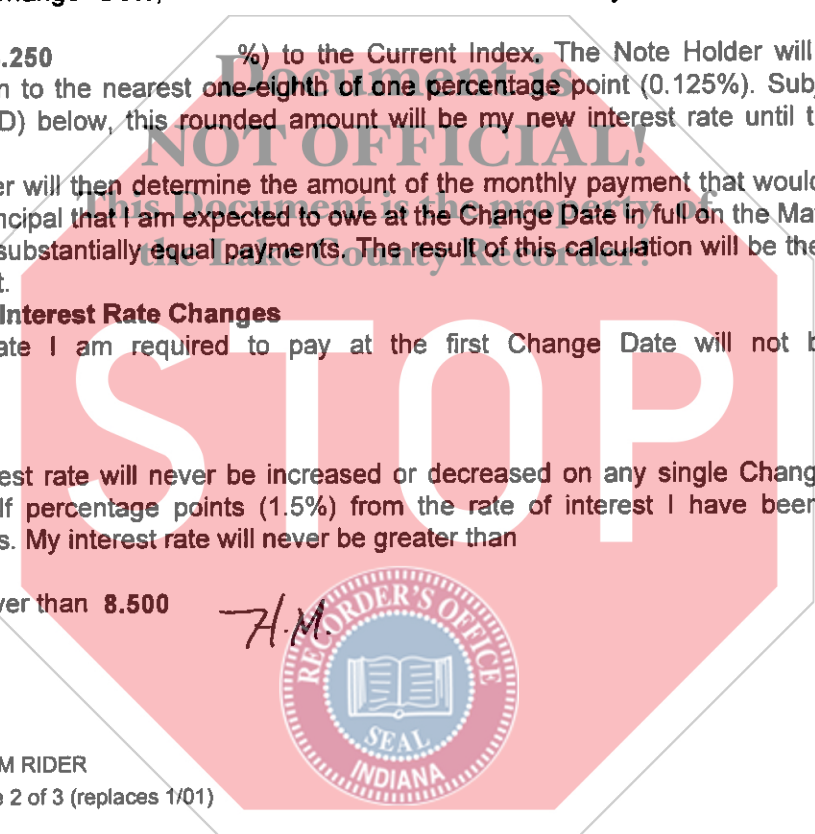 .250 %) to the Current Index. The Note Holder will
n to the nearest one-eighth of one percentage point (0.125%). Sub
Document is
D) below, this rounded amount will be my new interest rate until t
NOT OFFICIAL!
er will then determine the amount of the monthly payment that would
ncipal that I am expected to owe at the Change Date in full on the Ma
This Document is the property of
substantially equal payments. The result of this calculation will be the
the Lake County Recorder!
t.
Interest Rate Changes
ate I am required to pay at the first Change Date will not b
STOP
est rate will never be increased or decreased on any single Chang
lf percentage points (1.5%) from the rate of interest I have been
s. My interest rate will never be greater than
ver than 8.500
H.M.
RECORDER'S OFFICE
SEAL
INDIANA
M RIDER
e 2 of 3 (replaces 1/01)